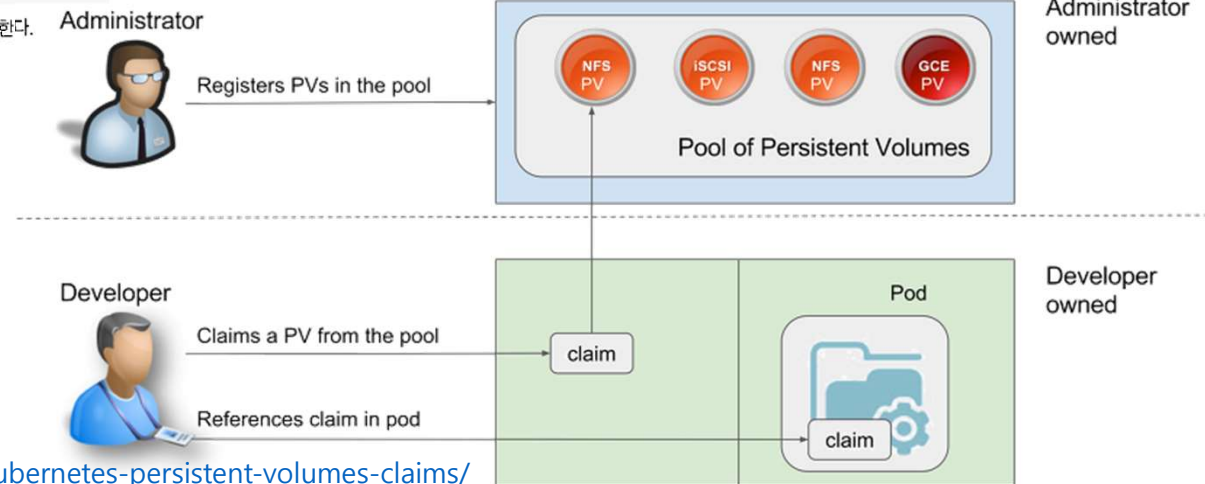 한다.
Administrator
Administrator
owned
Registers PVs in the pool
NFS
PV
iSCSI
PV
NFS
PV
GCE
PV
Pool of Persistent Volumes
Developer
Developer
owned
Pod
Claims a PV from the pool
claim
References claim in pod
claim
ubernetes-persistent-volumes-claims/